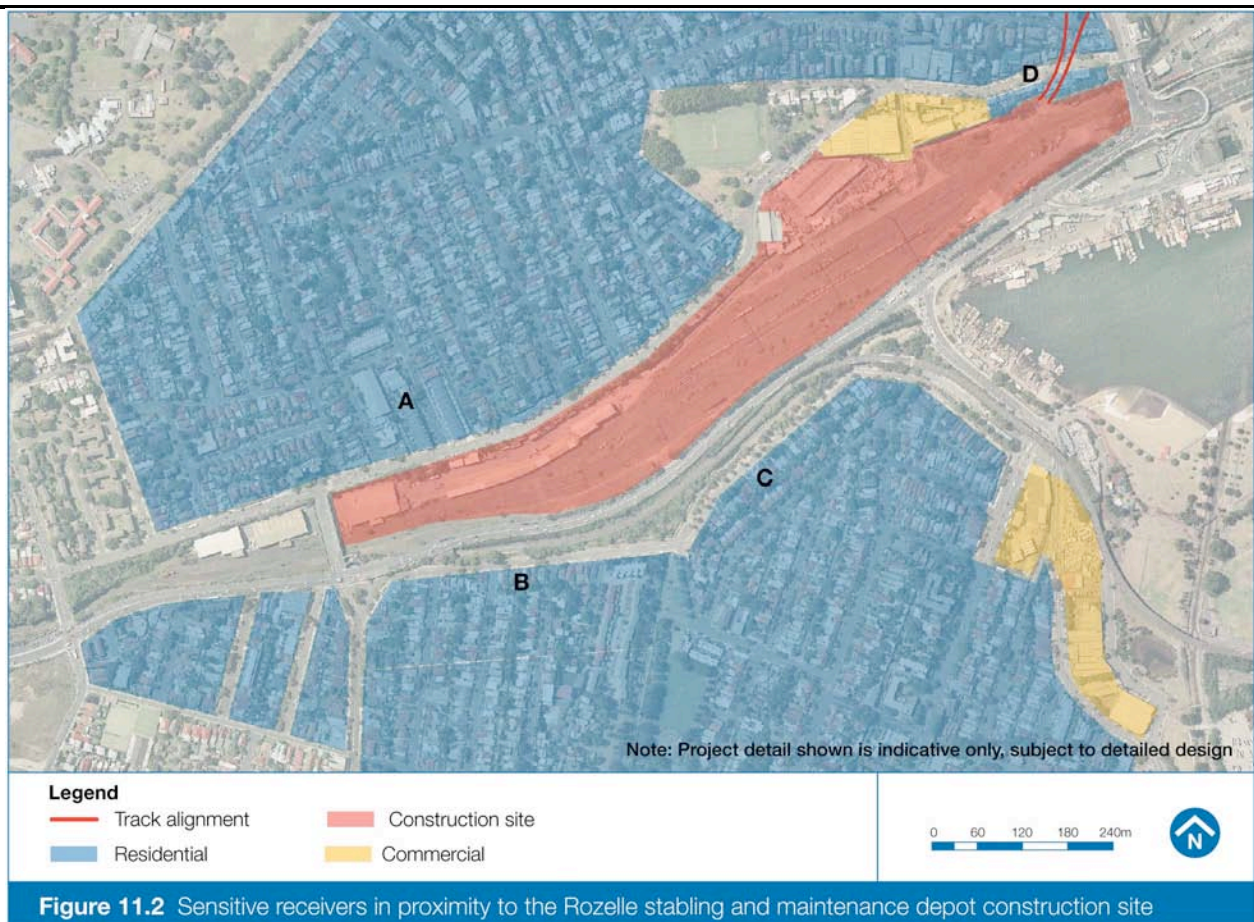 D
A
C
B
Note: Project detail shown is indicative only, subject to detailed design
Legend
Track alignment
Construction site
Residential
Commercial
0 60 120 180 240m
N
Figure 11.2 Sensitive receivers in proximity to the Rozelle stabling and maintenance depot construction site